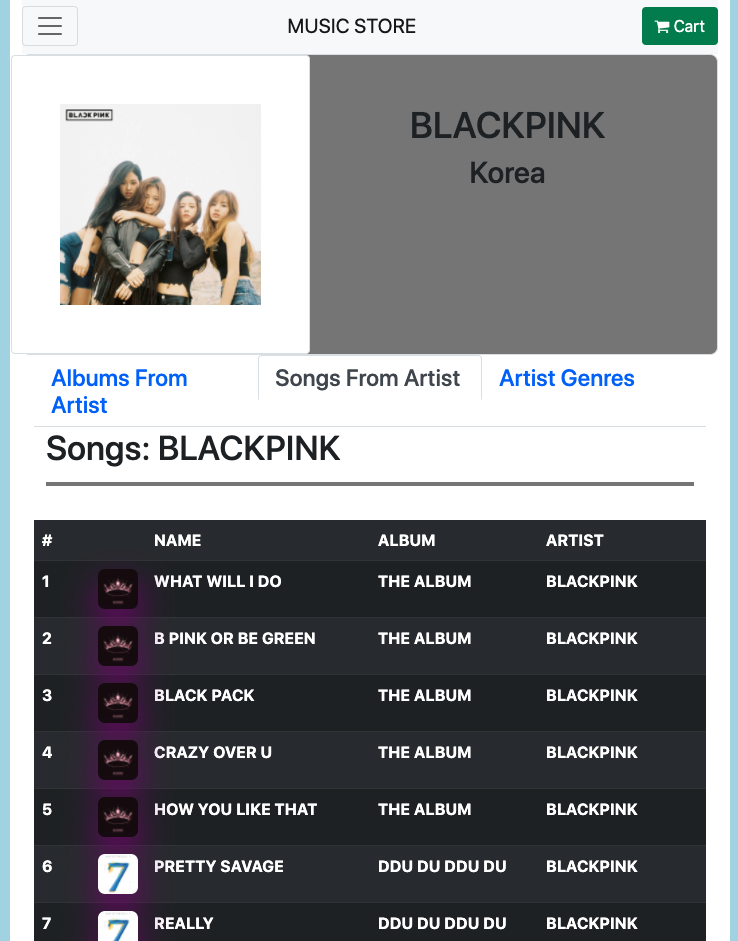 MUSIC STORE
Cart
BLACKPINK
BLACKPINK
Korea
Albums From
Artist
Songs From Artist
Artist Genres
Songs: BLACKPINK
# NAME ALBUM ARTIST
1 WHAT WILL I DO THE ALBUM BLACKPINK
2 B PINK OR BE GREEN THE ALBUM BLACKPINK
3 BLACK PACK THE ALBUM BLACKPINK
4 CRAZY OVER U THE ALBUM BLACKPINK
5 HOW YOU LIKE THAT THE ALBUM BLACKPINK
6 7 PRETTY SAVAGE DDU DU DDU DU BLACKPINK
7 7 REALLY DDU DU DDU DU BLACKPINK